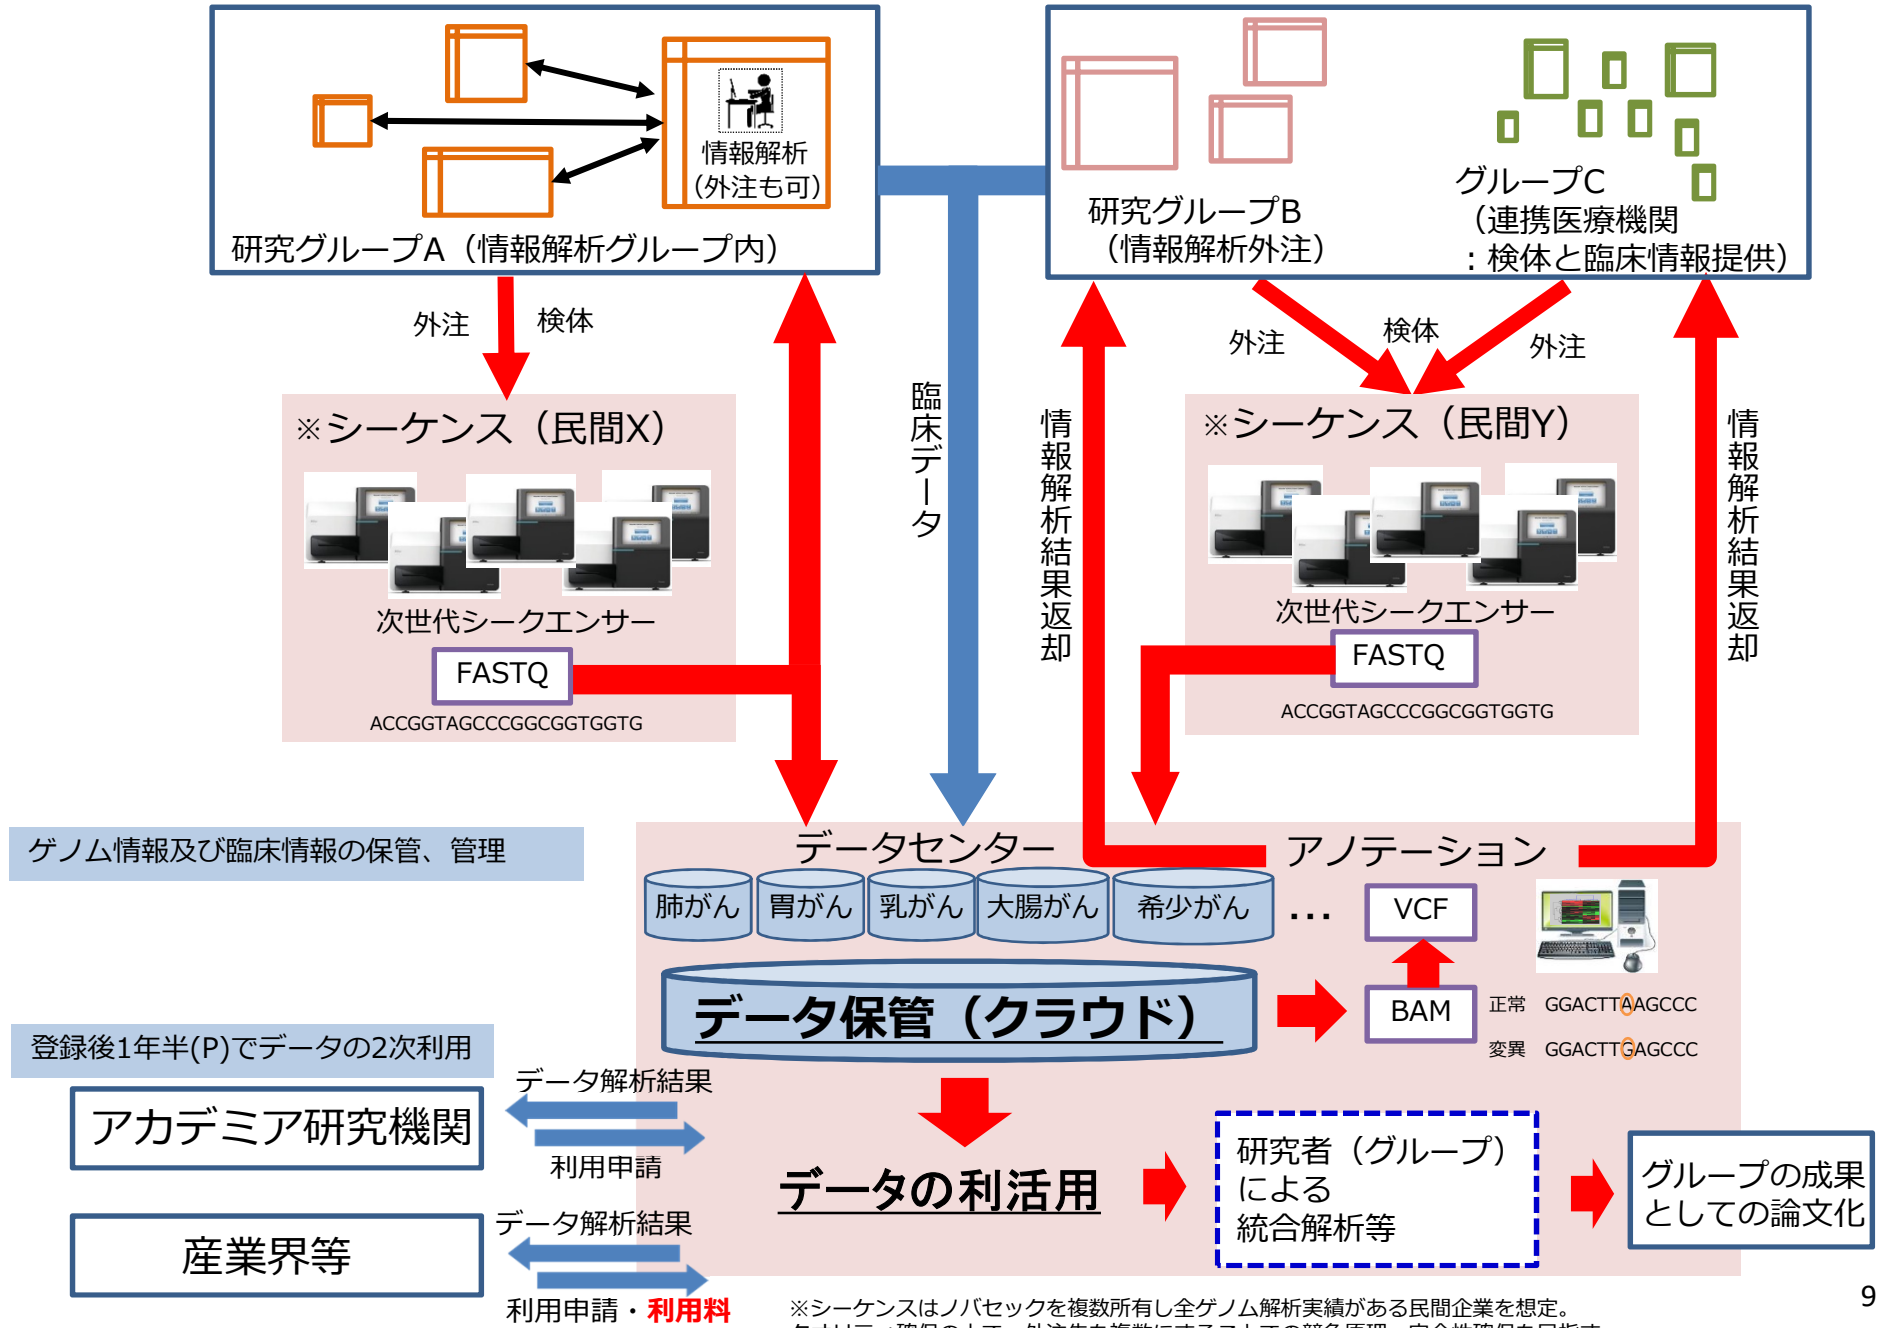 情報解析
（外注も可）
研究グループA（情報解析グループ内）
研究グループB
（情報解析外注）
グループC
（連携医療機関
：検体と臨床情報提供）
外注
検体
外注
検体
外注
臨床データ
情報解析結果返却
情報解析結果返却
※シーケンス（民間X）
次世代シークエンサー
FASTQ
ACCGGTAGCCCGGCGGTGGTG
※シーケンス（民間Y）
次世代シークエンサー
FASTQ
ACCGGTAGCCCGGCGGTGGTG
ゲノム情報及び臨床情報の保管、管理
データセンター
アノテーション
肺がん
胃がん
乳がん
大腸がん
希少がん
…
VCF
データ保管（クラウド）
BAM
正常 GGACTTAAGCCC
変異 GGACTTGAGCCC
登録後1年半(P)でデータの2次利用
アカデミア研究機関
データ解析結果
利用申請
産業界等
データ解析結果
利用申請・利用料
データの利活用
研究者（グループ）
による
統合解析等
グループの成果
としての論文化
※シーケンスはノバセックを複数所有し全ゲノム解析実績がある民間企業を想定。
9